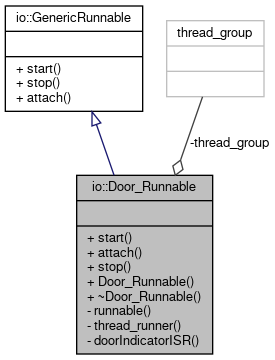 io::GenericRunnable
+ start()
+ stop()
+ attach()
thread_group
-thread_group
io::Door_Runnable
+ start()
+ attach()
+ stop()
+ Door_Runnable()
+ ~Door_Runnable()
- runnable()
- thread_runner()
- doorIndicatorISR()